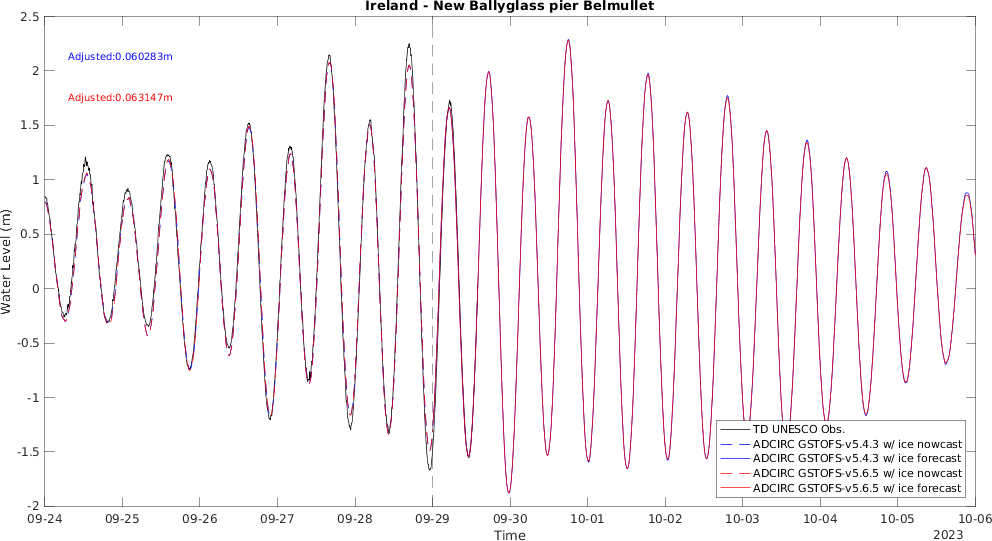 Ireland - New Ballyglass pier Belmullet
Adjusted:0.060283m
Adjusted:0.063147m
Water Level (m)
2.5
2
1.5
1
0.5
0
-0.5
-1
-1.5
-2
09-24 09-25 09-26 09-27 09-28 09-29 09-30 10-01 10-02 10-03 10-04 10-05 10-06
Time
2023
TD UNESCO Obs.
ADCIRC GSTOFS-v5.4.3 w/ ice nowcast
ADCIRC GSTOFS-v5.4.3 w/ ice forecast
ADCIRC GSTOFS-v5.6.5 w/ ice nowcast
ADCIRC GSTOFS-v5.6.5 w/ ice forecast